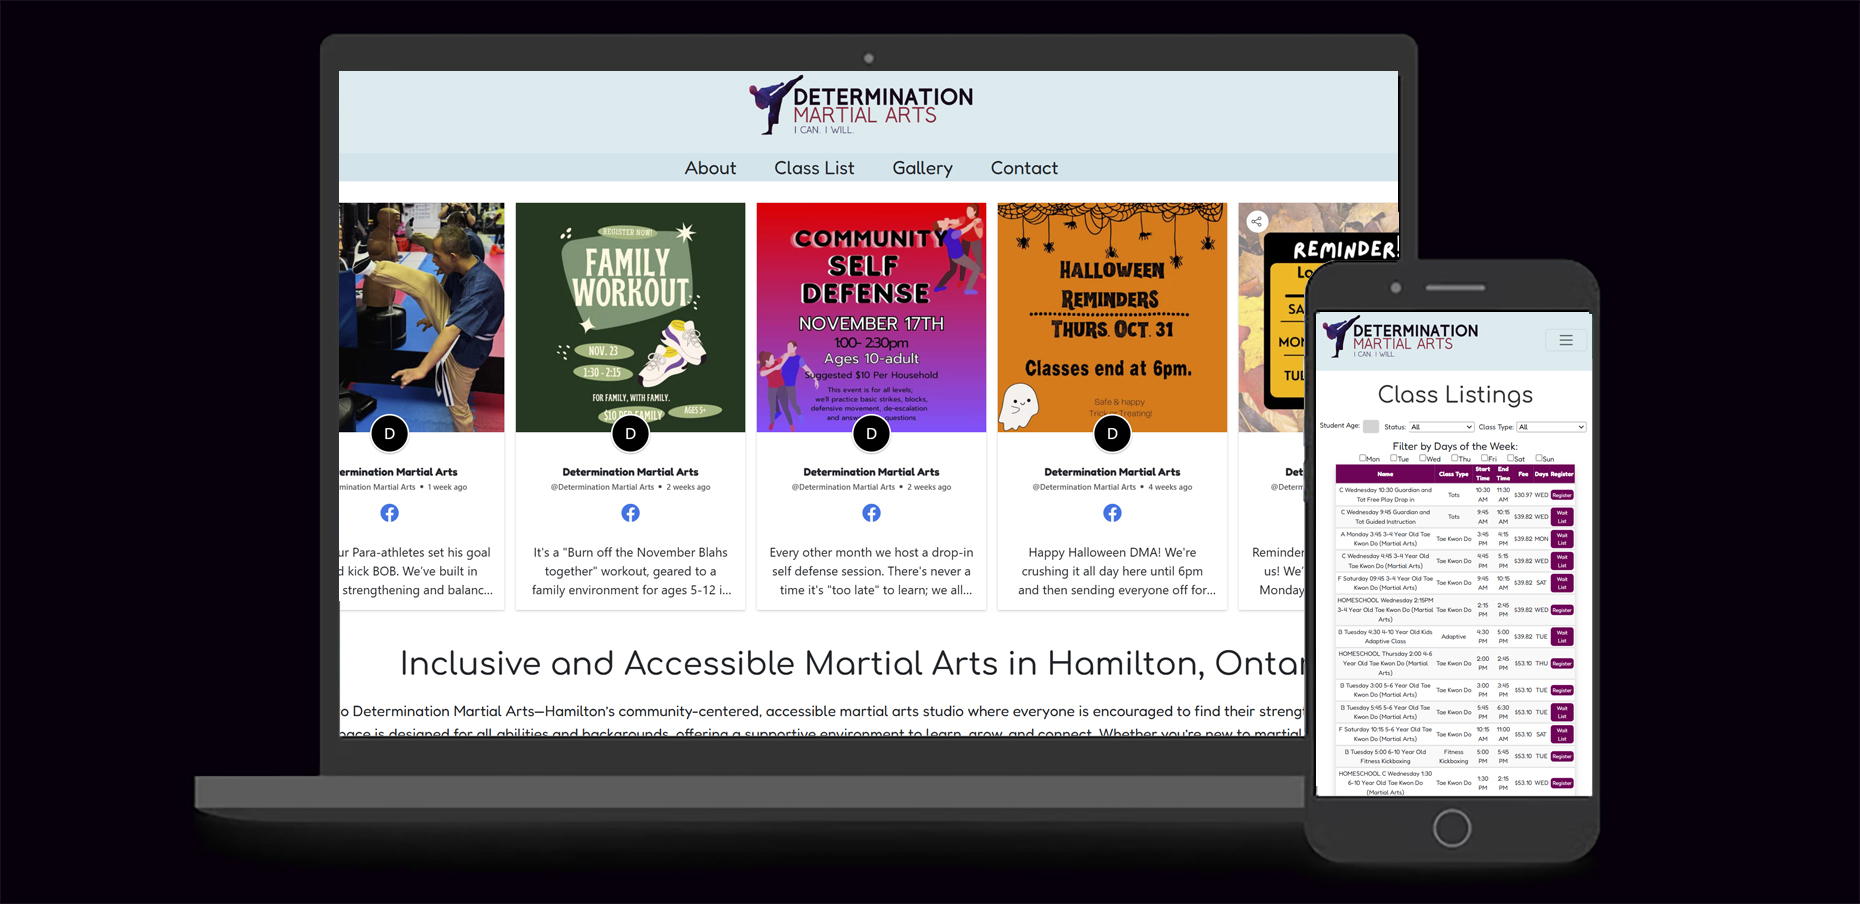 DETERMINATION
MARTIAL ARTS
I CAN. I WILL.
About Class List Gallery Contact
ermination Martial Arts
mination Martial Arts • 1 week ago
ur Para-athletes set his goal
d kick BOB. We've built in
strengthening and balanc...
REGISTER NOW!
FAMILY
WORKOUT
NOV. 23
1:30 - 2:15
FOR FAMILY, WITH FAMILY.
$10 PER FAMILY
AGES 5+
D
Determination Martial Arts
@Determination Martial Arts • 2 weeks ago
It's a "Burn off the November Blahs
together" workout, geared to a
family environment for ages 5-12 i...
COMMUNITY
SELF
DEFENSE
NOVEMBER 17TH
1:00- 2:30pm
Ages 10-adult
Suggested $10 Per Household
This event is for all levels;
we'll practice basic strikes, blocks,
defensive movement, de-escalation
and answer questions
D
Determination Martial Arts
@Determination Martial Arts • 2 weeks ago
Every other month we host a drop-in
self defense session. There's never a
time it's "too late" to learn; we all...
HALLOWEEN
REMINDERS
THURS. OCT. 31
Classes end at 6pm.
Safe & happy
Trick or Treating!
D
Determination Martial Arts
@Determination Martial Arts • 4 weeks ago
Happy Halloween DMA! We're
crushing it all day here until 6pm
and then sending everyone off for...
REMINDER!
Lo
SA
MON
TUE
Det
@Determ
Reminder
us! We'
Monday
D
Inclusive and Accessible Martial Arts in Hamilton, Ontar
o Determination Martial Arts—Hamilton's community-centered, accessible martial arts studio where everyone is encouraged to find their strengt
pace is designed for all abilities and backgrounds, offering a supportive environment to learn, grow, and connect. Whether you're new to martial
DETERMINATION
MARTIAL ARTS
I CAN. I WILL.
Class Listings
Student Age: Status: All Class Type: All
Filter by Days of the Week:
Mon Tue Wed Thu Fri Sat Sun
Name Class Type Start Time End Time Fee Days Register
C Wednesday 10:30 Guardian and Tot Free Play Drop in Tots 10:30 AM 11:30 AM $30.97 WED Register
C Wednesday 9:45 Guardian and Tot Guided Instruction Tots 9:45 AM 10:15 AM $39.82 WED Wait List
A Monday 3:45 3-4 Year Old Tae Kwon Do (Martial Arts) Tae Kwon Do 3:45 PM 4:15 PM $39.82 MON Wait List
C Wednesday 4:45 3-4 Year Old Tae Kwon Do (Martial Arts) Tae Kwon Do 4:45 PM 5:15 PM $39.82 WED Wait List
F Saturday 09:45 3-4 Year Old Tae Kwon Do (Martial Arts) Tae Kwon Do 9:45 AM 10:15 AM $39.82 SAT Wait List
HOMESCHOOL Wednesday 2:15PM 3-4 Year Old Tae Kwon Do (Martial Arts) Tae Kwon Do 2:15 PM 2:45 PM $39.82 WED Register
B Tuesday 4:30 4-10 Year Old Kids Adaptive Class Adaptive 4:30 PM 5:00 PM $39.82 TUE Wait List
HOMESCHOOL Thursday 2:00 4-6 Year Old Tae Kwon Do (Martial Arts) Tae Kwon Do 2:00 PM 2:45 PM $53.10 THU Register
B Tuesday 3:00 5-6 Year Old Tae Kwon Do (Martial Arts) Tae Kwon Do 3:00 PM 3:45 PM $53.10 TUE Register
B Tuesday 5:45 5-6 Year Old Tae Kwon Do (Martial Arts) Tae Kwon Do 5:45 PM 6:30 PM $53.10 TUE Wait List
F Saturday 10:15 5-6 Year Old Tae Kwon Do (Martial Arts) Tae Kwon Do 10:15 AM 11:00 AM $53.10 SAT Wait List
B Tuesday 5:00 6-10 Year Old Fitness Kickboxing Fitness Kickboxing 5:00 PM 5:45 PM $53.10 TUE Register
HOMESCHOOL C Wednesday 1:30 6-10 Year Old Tae Kwon Do (Martial Arts) Tae Kwon Do 1:30 PM 2:15 PM $53.10 WED Register